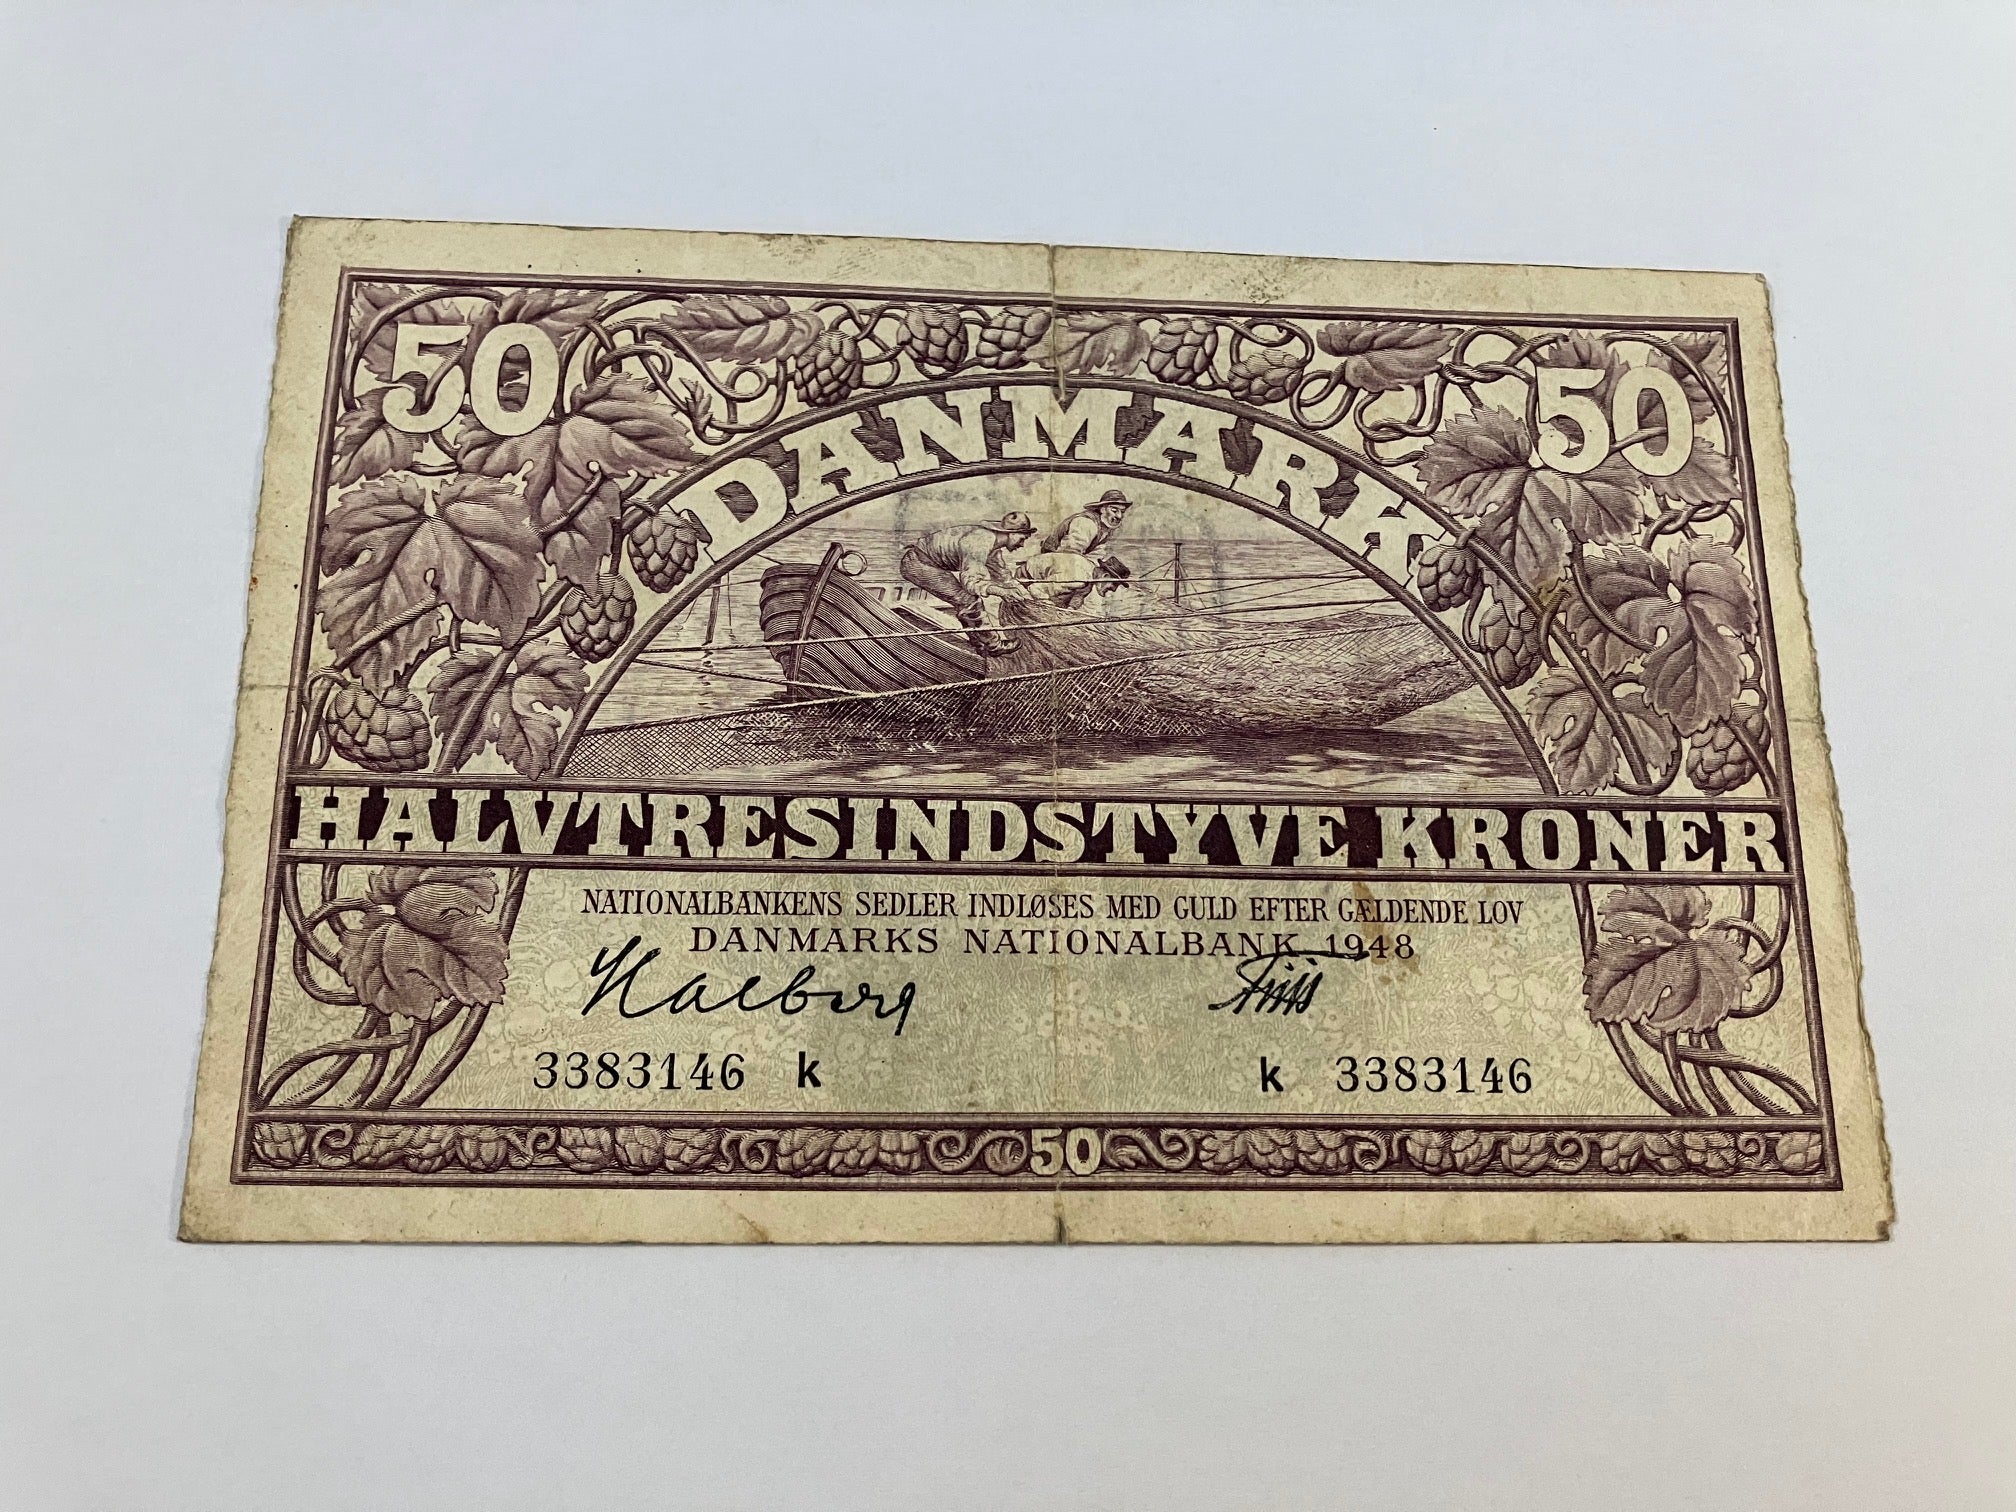 50 50
DANMARK
HALVTRESINDSTYVE KRONER
NATIONALBANKENS SEDLER INDLØSES MED GULD EFTER GÆLDENDE LOV
DANMARKS NATIONALBANK 1948
Halberg Riis
3383146 k k 3383146
50